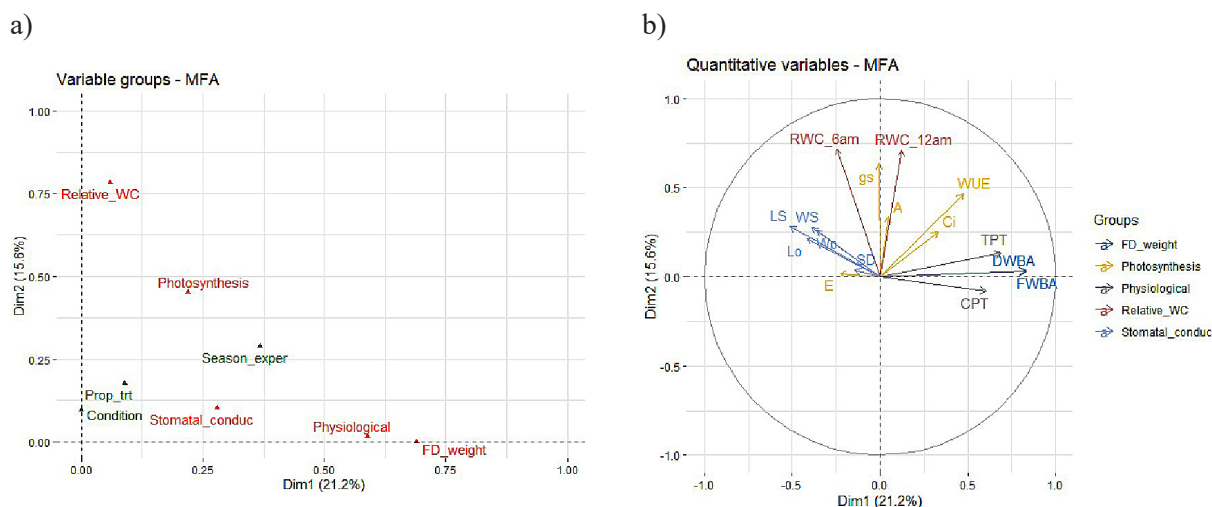 a)
b)
Variable groups - MFA
1.00
0.75
0.50
0.25
0.00
Dim2 (15.6%)
Relative_WC
Photosynthesis
Season_exper
Prop_trt
Condition
Stomatal_conduc
Physiological
FD_weight
0.00 0.25 0.50 0.75 1.00
Dim1 (21.2%)
Quantitative variables - MFA
1.0
0.5
0.0
-0.5
-1.0
Dim2 (15.6%)
RWC_6am RWC_12am
gs
WUE
A
LS WS
Ci
Wo
Lo
TPT
SD
DWBA
E
FWBA
CPT
-1.0 -0.5 0.0 0.5 1.0
Dim1 (21.2%)
Groups
FD_weight
Photosynthesis
Physiological
Relative_WC
Stomatal_conduc